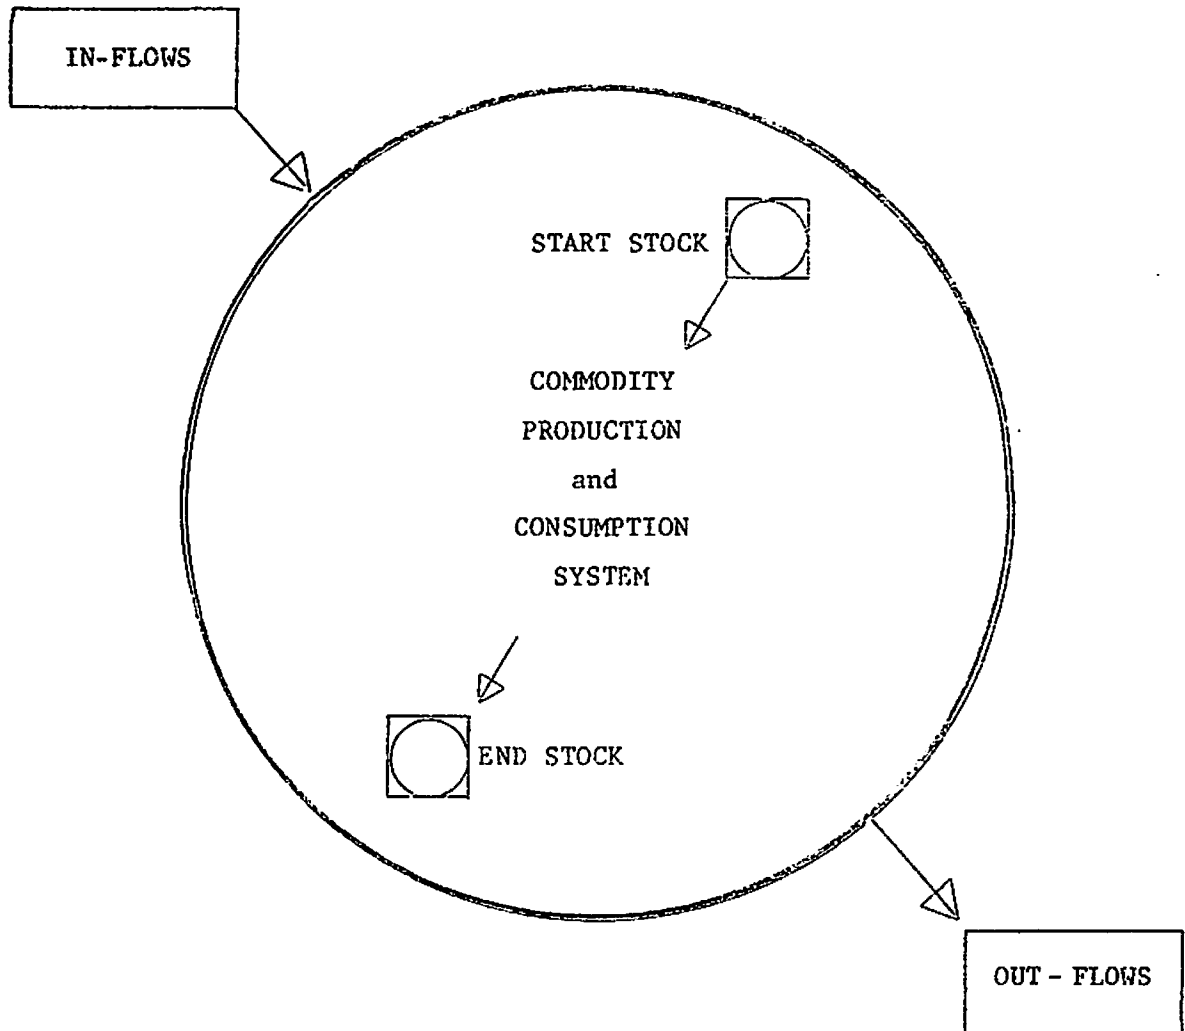 IN-FLOWS
START STOCK
COMMODITY
PRODUCTION
and
CONSUMPTION
SYSTEM
END STOCK
OUT - FLOWS